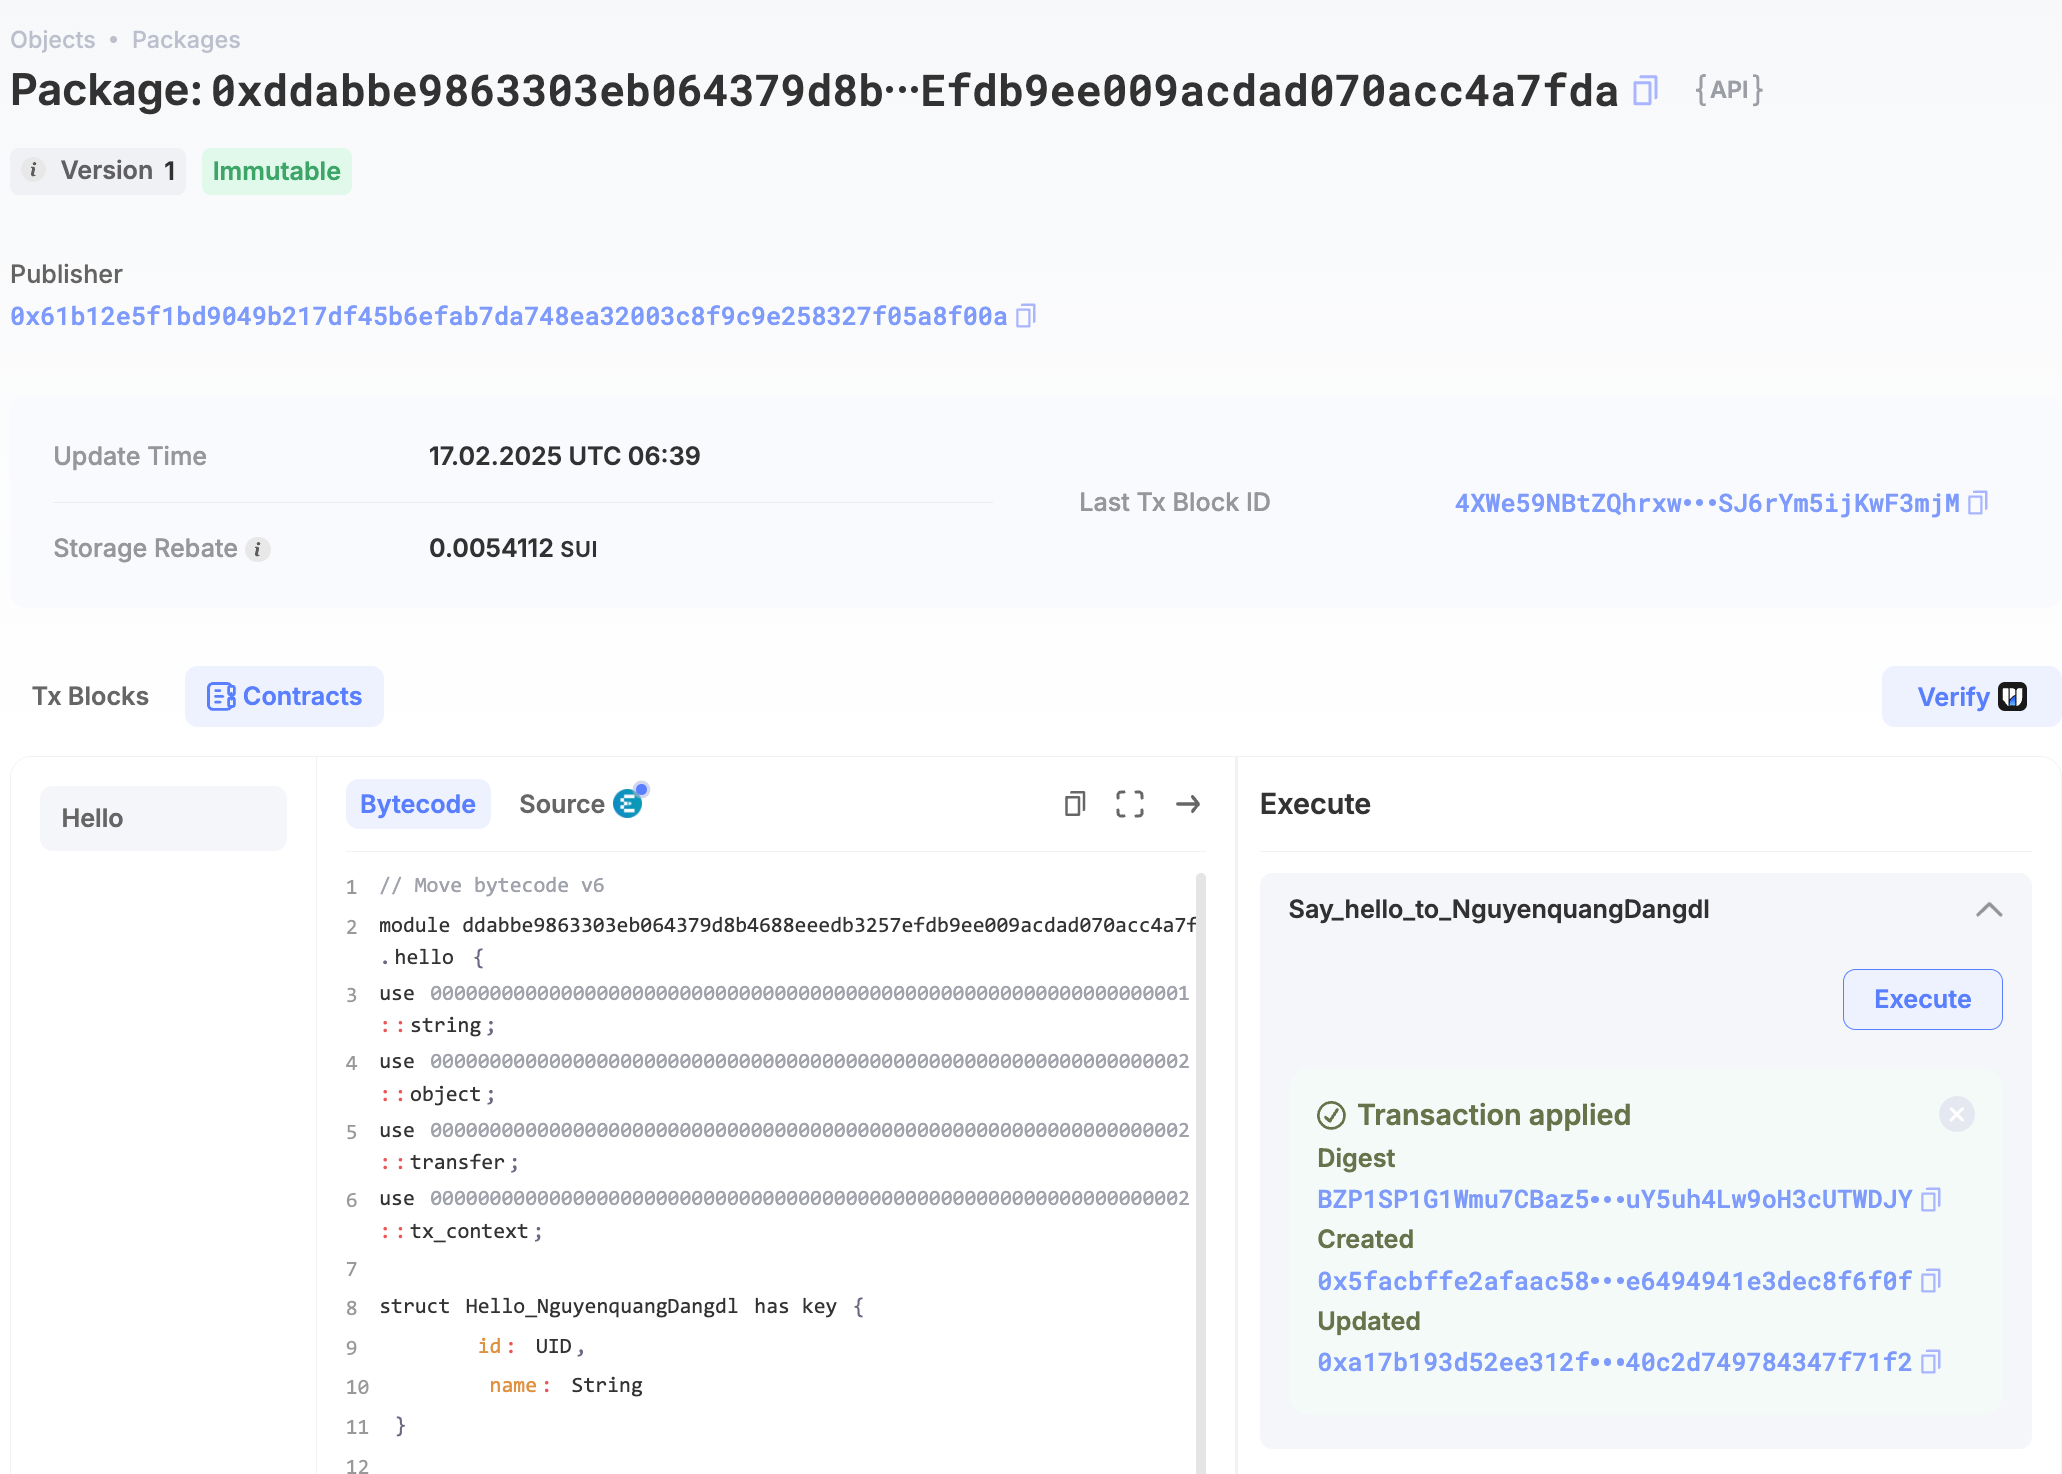 Objects • Packages
Package: 0xddabbe9863303eb064379d8b···Efdb9ee009acdad070acc4a7fda {API}
i Version 1 Immutable
Publisher
0x61b12e5f1bd9049b217df45b6efab7da748ea32003c8f9c9e258327f05a8f00a
Update Time 17.02.2025 UTC 06:39
Last Tx Block ID 4XWe59NBtZQhrxw•••SJ6rYm5ijKwF3mjM
Storage Rebate i 0.0054112 SUI
Tx Blocks Contracts Verify
Hello
Bytecode Source
1 // Move bytecode v6
2 module ddabbe9863303eb064379d8b4688eeedb3257efdb9ee009acdad070acc4a7f
.hello {
3 use 0000000000000000000000000000000000000000000000000000000000000001
::string;
4 use 0000000000000000000000000000000000000000000000000000000000000002
::object;
5 use 0000000000000000000000000000000000000000000000000000000000000002
::transfer;
6 use 0000000000000000000000000000000000000000000000000000000000000002
::tx_context;
7
8 struct Hello_NguyenquangDangdl has key {
9 id: UID,
10 name: String
11 }
12
Execute
Say_hello_to_NguyenquangDangdl
Execute
Transaction applied
Digest
BZP1SP1G1Wmu7CBaz5•••uY5uh4Lw9oH3cUTWDJY
Created
0x5facbffe2afaac58•••e6494941e3dec8f6f0f
Updated
0xa17b193d52ee312f•••40c2d749784347f71f2